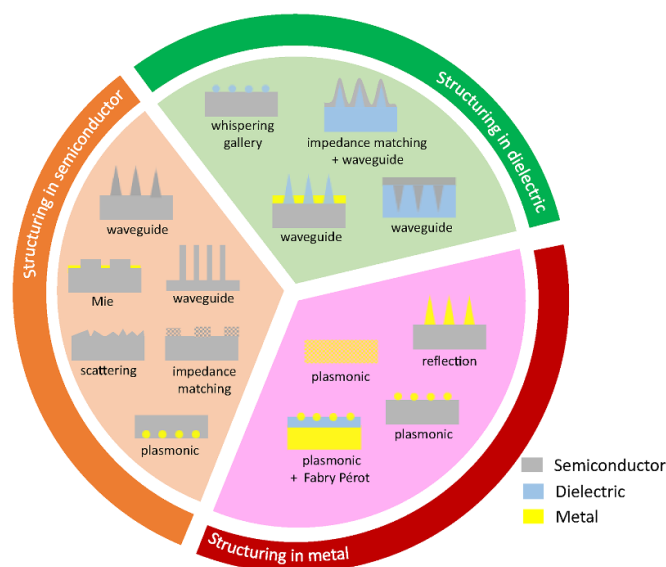 Structuring in semiconductor
Structuring in dielectric
Structuring in metal
whispering
gallery
impedance matching
+ waveguide
waveguide
waveguide
waveguide
Mie
waveguide
scattering
impedance
matching
plasmonic
reflection
plasmonic
plasmonic
plasmonic
+ Fabry Pérot
Semiconductor
Dielectric
Metal